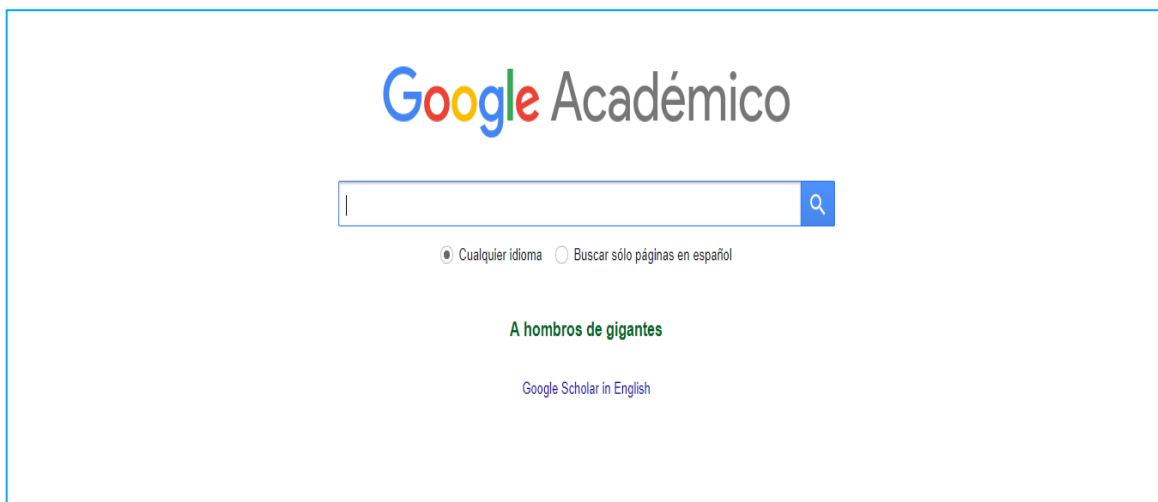 Google Académico
Cualquier idioma Buscar sólo páginas en español
A hombros de gigantes
Google Scholar in English